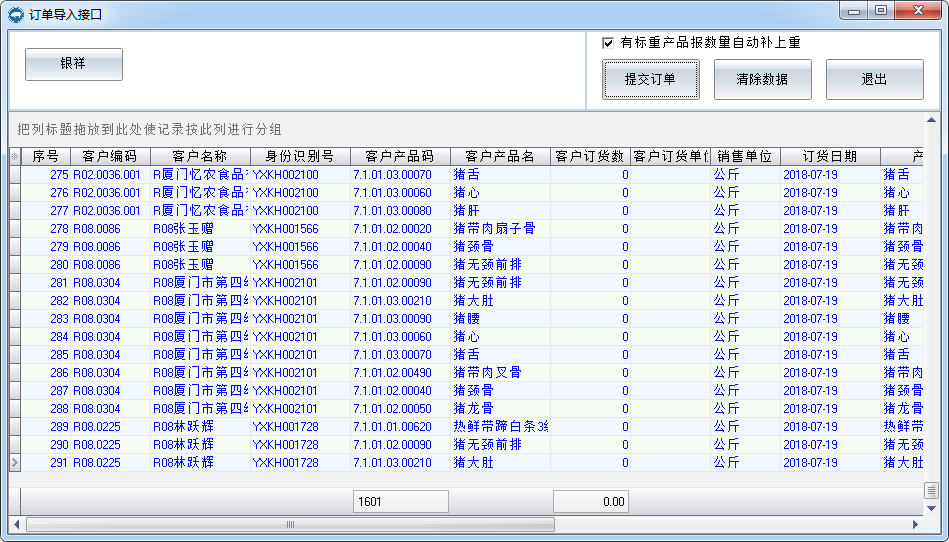 订单导入接口
有标重产品报数量自动补上重
银祥 提交订单 清除数据 退出
把列标题拖放到此处使记录按此列进行分组
序号 客户编码 客户名称 身份识别号 客户产品码 客户产品名 客户订货数 客户订货单位 销售单位 订货日期 产
275 R02.0036.001 R厦门忆农食品 YXKH002100 7.1.01.03.00070 猪舌 0 公斤 2018-07-19 猪舌
276 R02.0036.001 R厦门忆农食品 YXKH002100 7.1.01.03.00060 猪心 0 公斤 2018-07-19 猪心
277 R02.0036.001 R厦门忆农食品 YXKH002100 7.1.01.03.00080 猪肝 0 公斤 2018-07-19 猪肝
278 R08.0086 R08张玉赠 YXKH001566 7.1.01.02.00020 猪带肉扇子骨 0 公斤 2018-07-19 猪带肉
279 R08.0086 R08张玉赠 YXKH001566 7.1.01.02.00040 猪颈骨 0 公斤 2018-07-19 猪颈骨
280 R08.0086 R08张玉赠 YXKH001566 7.1.01.02.00090 猪无颈前排 0 公斤 2018-07-19 猪无颈
281 R08.0304 R08厦门市第四 YXKH002101 7.1.01.02.00090 猪无颈前排 0 公斤 2018-07-19 猪无颈
282 R08.0304 R08厦门市第四 YXKH002101 7.1.01.03.00210 猪大肚 0 公斤 2018-07-19 猪大肚
283 R08.0304 R08厦门市第四 YXKH002101 7.1.01.03.00090 猪腰 0 公斤 2018-07-19 猪腰
284 R08.0304 R08厦门市第四 YXKH002101 7.1.01.03.00060 猪心 0 公斤 2018-07-19 猪心
285 R08.0304 R08厦门市第四 YXKH002101 7.1.01.03.00070 猪舌 0 公斤 2018-07-19 猪舌
286 R08.0304 R08厦门市第四 YXKH002101 7.1.01.02.00490 猪带肉叉骨 0 公斤 2018-07-19 猪带肉
287 R08.0304 R08厦门市第四 YXKH002101 7.1.01.02.00040 猪颈骨 0 公斤 2018-07-19 猪颈骨
288 R08.0304 R08厦门市第四 YXKH002101 7.1.01.02.00050 猪龙骨 0 公斤 2018-07-19 猪龙骨
289 R08.0225 R08林跃辉 YXKH001728 7.1.01.01.00620 热鲜带蹄白条3 0 公斤 2018-07-19 热鲜带
290 R08.0225 R08林跃辉 YXKH001728 7.1.01.02.00090 猪无颈前排 0 公斤 2018-07-19 猪无颈
291 R08.0225 R08林跃辉 YXKH001728 7.1.01.03.00210 猪大肚 0 公斤 2018-07-19 猪大肚
1601 0.00